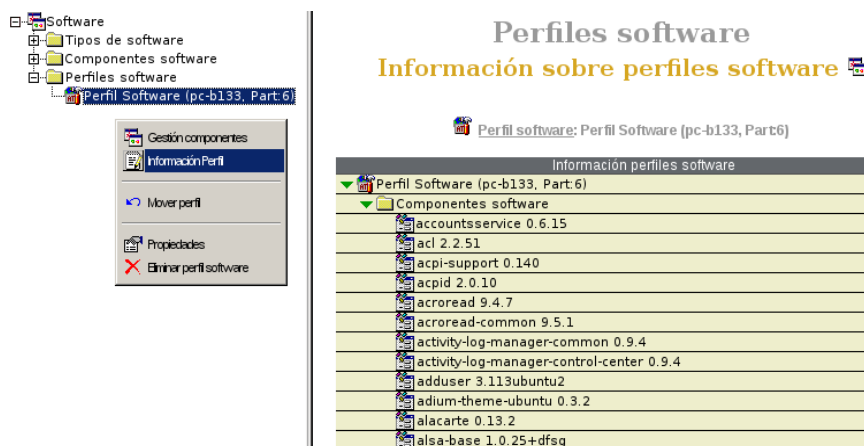 Software
Tipos de software
Componentes software
Perfiles software
Perfil Software (pc-b133, Part:6)
Gestión componentes
Información Perfil
Mover perfil
Propiedades
Eliminar perfil software
Perfiles software
Información sobre perfiles software
Perfil software: Perfil Software (pc-b133, Part:6)
Información perfiles software
Perfil Software (pc-b133, Part:6)
Componentes software
accountsservice 0.6.15
acl 2.2.51
acpi-support 0.140
acpid 2.0.10
acroread 9.4.7
acroread-common 9.5.1
activity-log-manager-common 0.9.4
activity-log-manager-control-center 0.9.4
adduser 3.113ubuntu2
adium-theme-ubuntu 0.3.2
alacarte 0.13.2
alsa-base 1.0.25+dfsg